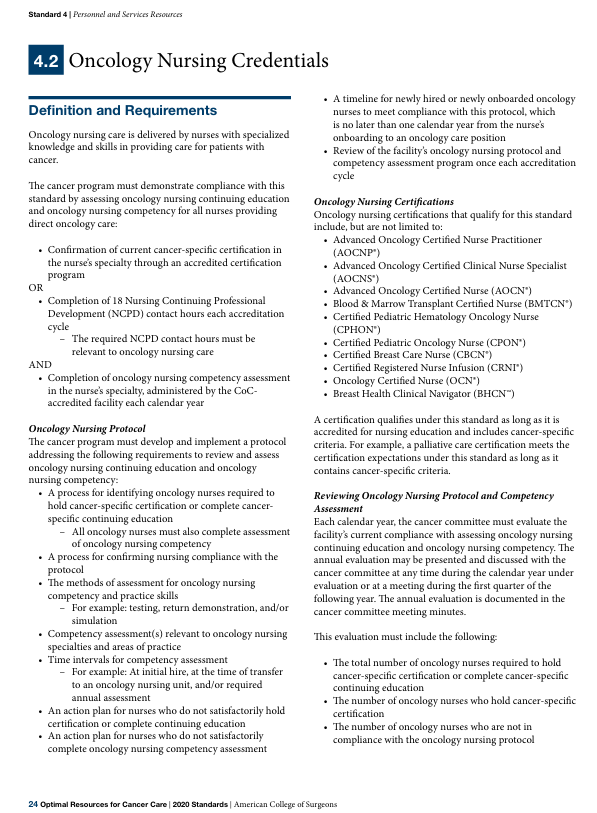 Standard 4 | Personnel and Services Resources
4.2 Oncology Nursing Credentials
Definition and Requirements
Oncology nursing care is delivered by nurses with specialized
knowledge and skills in providing care for patients with
cancer.
The cancer program must demonstrate compliance with this
standard by assessing oncology nursing continuing education
and oncology nursing competency for all nurses providing
direct oncology care:
• Confirmation of current cancer-specific certification in
the nurse's specialty through an accredited certification
program
OR
• Completion of 18 Nursing Continuing Professional
Development (NCPD) contact hours each accreditation
cycle
– The required NCPD contact hours must be
relevant to oncology nursing care
AND
• Completion of oncology nursing competency assessment
in the nurse's specialty, administered by the CoC-
accredited facility each calendar year
Oncology Nursing Protocol
The cancer program must develop and implement a protocol
addressing the following requirements to review and assess
oncology nursing continuing education and oncology
nursing competency:
• A process for identifying oncology nurses required to
hold cancer-specific certification or complete cancer-
specific continuing education
– All oncology nurses must also complete assessment
of oncology nursing competency
• A process for confirming nursing compliance with the
protocol
• The methods of assessment for oncology nursing
competency and practice skills
– For example: testing, return demonstration, and/or
simulation
• Competency assessment(s) relevant to oncology nursing
specialties and areas of practice
• Time intervals for competency assessment
– For example: At initial hire, at the time of transfer
to an oncology nursing unit, and/or required
annual assessment
• An action plan for nurses who do not satisfactorily hold
certification or complete continuing education
• An action plan for nurses who do not satisfactorily
complete oncology nursing competency assessment
• A timeline for newly hired or newly onboarded oncology
nurses to meet compliance with this protocol, which
is no later than one calendar year from the nurse's
onboarding to an oncology care position
• Review of the facility's oncology nursing protocol and
competency assessment program once each accreditation
cycle
Oncology Nursing Certifications
Oncology nursing certifications that qualify for this standard
include, but are not limited to:
• Advanced Oncology Certified Nurse Practitioner
(AOCNP®)
• Advanced Oncology Certified Clinical Nurse Specialist
(AOCNS®)
• Advanced Oncology Certified Nurse (AOCN®)
• Blood & Marrow Transplant Certified Nurse (BMTCN®)
• Certified Pediatric Hematology Oncology Nurse
(CPHON®)
• Certified Pediatric Oncology Nurse (CPON®)
• Certified Breast Care Nurse (CBCN®)
• Certified Registered Nurse Infusion (CRNI®)
• Oncology Certified Nurse (OCN®)
• Breast Health Clinical Navigator (BHCN™)
A certification qualifies under this standard as long as it is
accredited for nursing education and includes cancer-specific
criteria. For example, a palliative care certification meets the
certification expectations under this standard as long as it
contains cancer-specific criteria.
Reviewing Oncology Nursing Protocol and Competency
Assessment
Each calendar year, the cancer committee must evaluate the
facility's current compliance with assessing oncology nursing
continuing education and oncology nursing competency. The
annual evaluation may be presented and discussed with the
cancer committee at any time during the calendar year under
evaluation or at a meeting during the first quarter of the
following year. The annual evaluation is documented in the
cancer committee meeting minutes.
This evaluation must include the following:
• The total number of oncology nurses required to hold
cancer-specific certification or complete cancer-specific
continuing education
• The number of oncology nurses who hold cancer-specific
certification
• The number of oncology nurses who are not in
compliance with the oncology nursing protocol
24 Optimal Resources for Cancer Care | 2020 Standards | American College of Surgeons